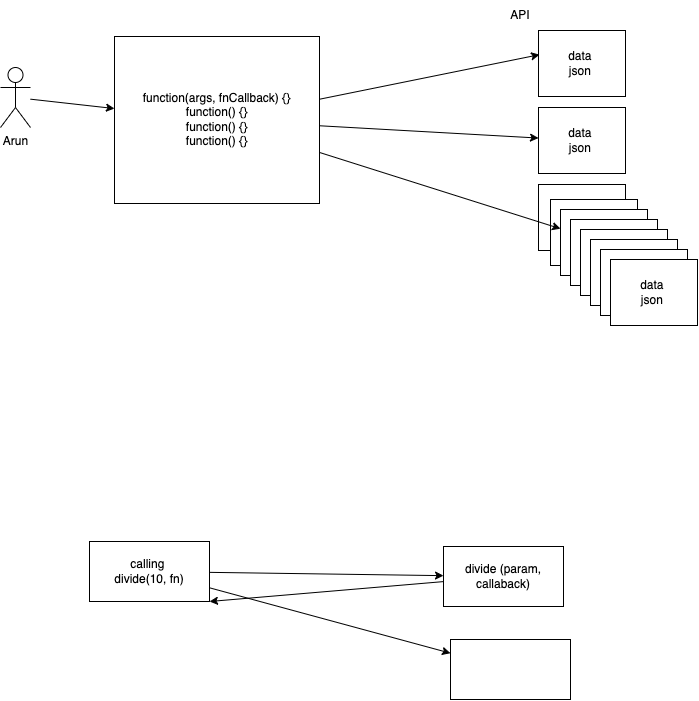 API
data
json
function(args, fnCallback) {}
function() {}
function() {}
function() {}
Arun
data
json
data
json
calling
divide(10, fn)
divide (param,
callaback)